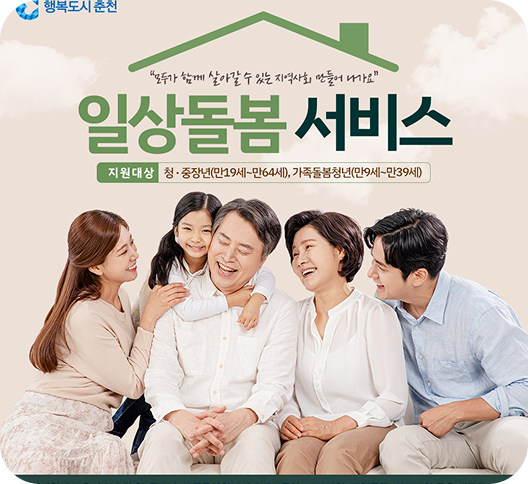 행복도시 춘천
“모두가 함께 살아갈 수 있는 지역사회 만들어 나가요”
일상돌봄 서비스
지원대상 청·중장년(만19세~만64세), 가족돌봄청년(만9세~만39세)